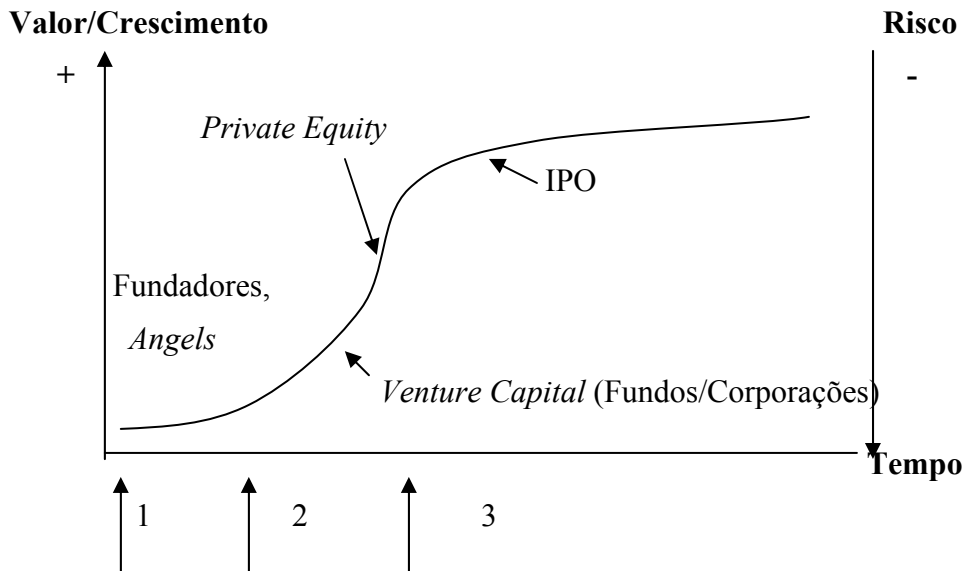 Valor/Crescimento
Risco
+
-
Private Equity
IPO
Fundadores,
Angels
Venture Capital (Fundos/Corporações)
Tempo
1
2
3